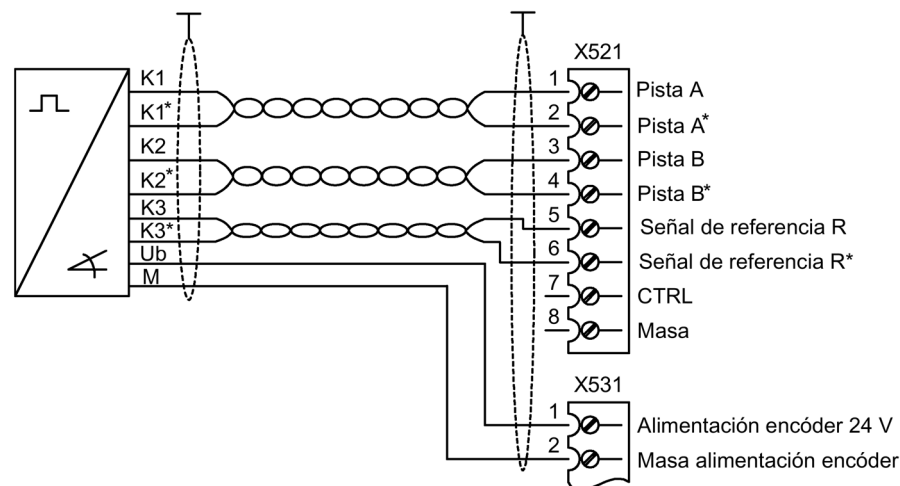 X521
K1
1
Pista A
K1*
2
Pista A*
K2
3
Pista B
K2*
4
Pista B*
K3
5
Señal de referencia R
K3*
6
Señal de referencia R*
Ub
M
7
CTRL
8
Masa
X531
1
Alimentación encóder 24 V
2
Masa alimentación encóder